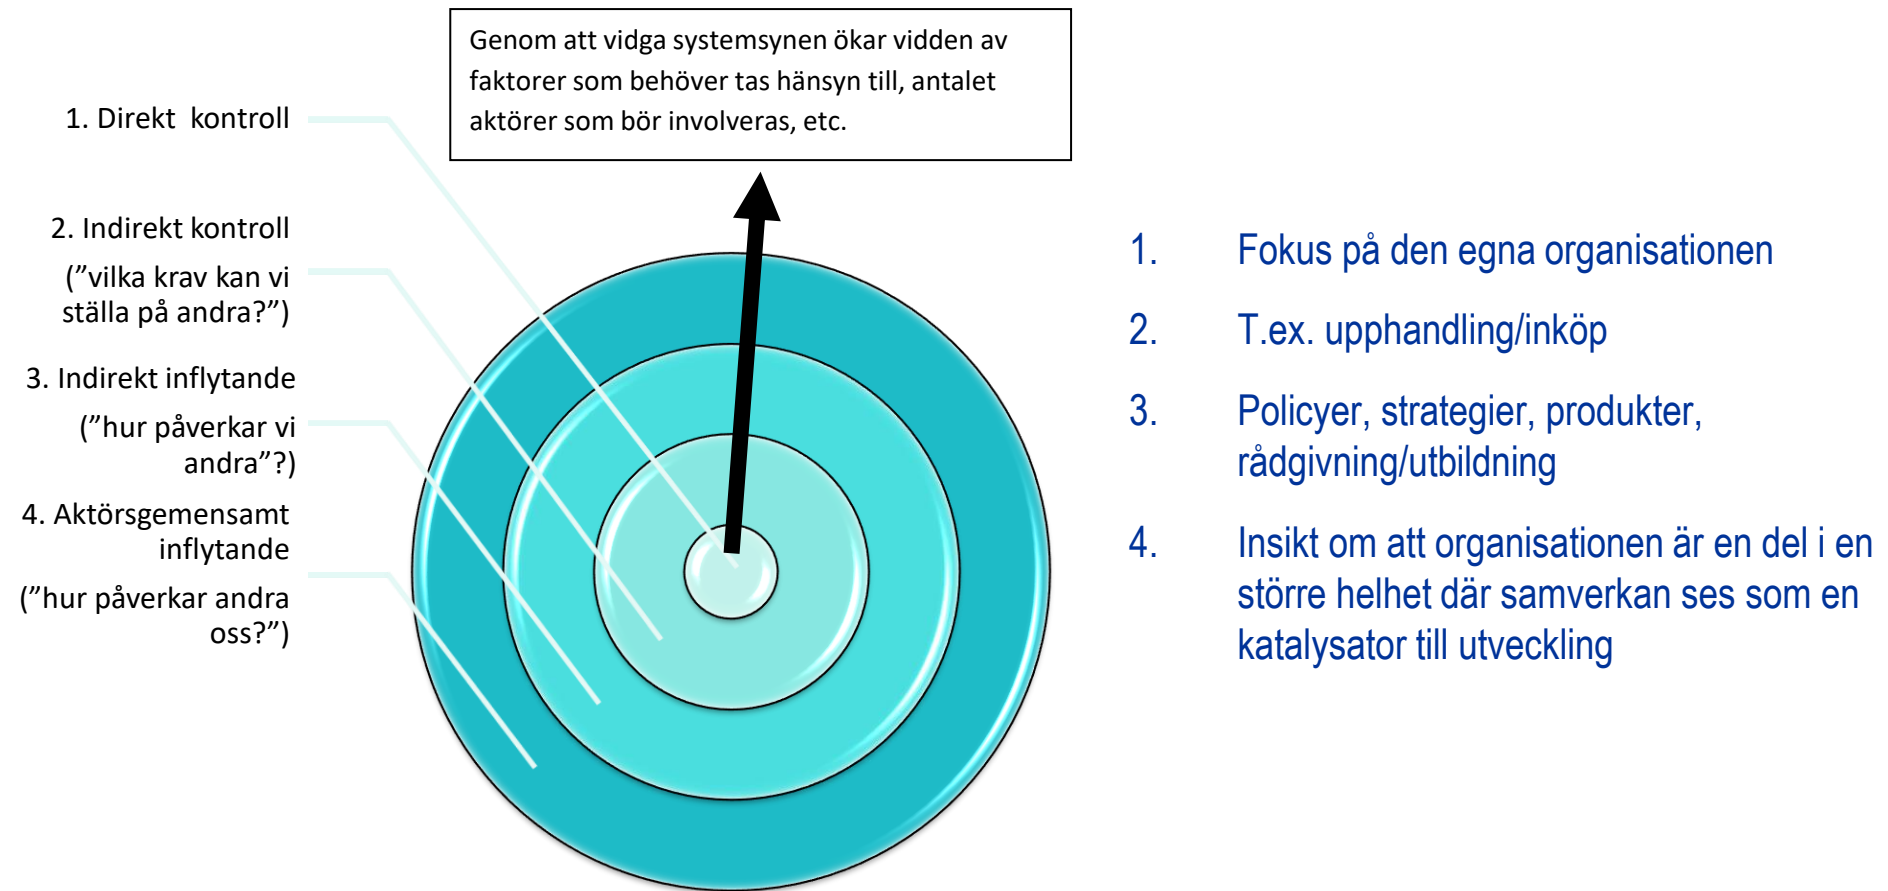 Genom att vidga systemsynen ökar vidden av
faktorer som behöver tas hänsyn till, antalet
aktörer som bör involveras, etc.
1. Direkt  kontroll
2. Indirekt kontroll
(”vilka krav kan vi
ställa på andra?”)
3. Indirekt inflytande
(”hur påverkar vi
andra”?)
4. Aktörsgemensamt
inflytande
(”hur påverkar andra
oss?”)
1. Fokus på den egna organisationen
2. T.ex. upphandling/inköp
3. Policyer, strategier, produkter,
rådgivning/utbildning
4. Insikt om att organisationen är en del i en
större helhet där samverkan ses som en
katalysator till utveckling